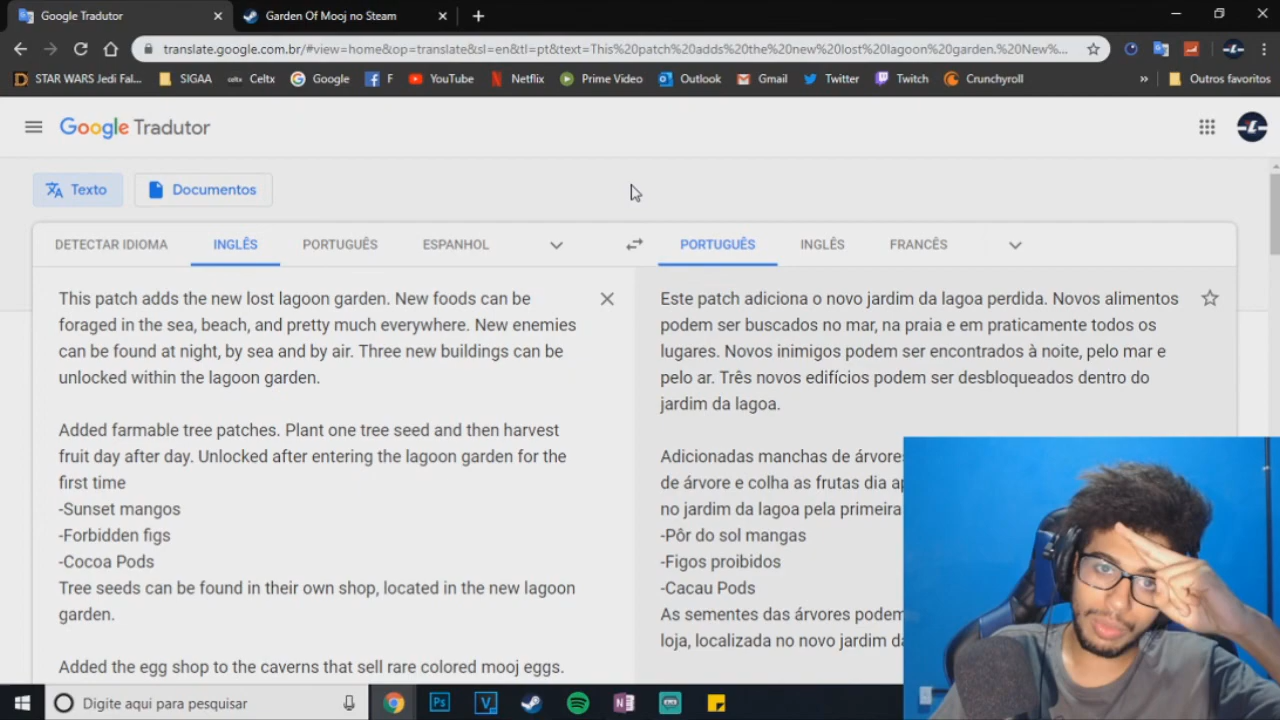 Google Tradutor
Garden Of Mooj no Steam
translate.google.com.br/#view=home&op=translate&sl=en&tl=pt&text=This%20patch%20adds%20the%20new%20lost%20lagoon%20garden.%20New%...
STAR WARS Jedi Fal...
SIGAA
celtx
Celtx
Google
F
YouTube
Netflix
Prime Video
Outlook
Gmail
Twitter
Twitch
Crunchyroll
»
Outros favoritos
Google Tradutor
Texto
Documentos
DETECTAR IDIOMA
INGLÊS
PORTUGUÊS
ESPANHOL
PORTUGUÊS
INGLÊS
FRANCÊS
This patch adds the new lost lagoon garden. New foods can be
foraged in the sea, beach, and pretty much everywhere. New enemies
can be found at night, by sea and by air. Three new buildings can be
unlocked within the lagoon garden.
Added farmable tree patches. Plant one tree seed and then harvest
fruit day after day. Unlocked after entering the lagoon garden for the
first time
-Sunset mangos
-Forbidden figs
-Cocoa Pods
Tree seeds can be found in their own shop, located in the new lagoon
garden.
Added the egg shop to the caverns that sell rare colored mooj eggs.
Este patch adiciona o novo jardim da lagoa perdida. Novos alimentos
podem ser buscados no mar, na praia e em praticamente todos os
lugares. Novos inimigos podem ser encontrados à noite, pelo mar e
pelo ar. Três novos edifícios podem ser desbloqueados dentro do
jardim da lagoa.
Adicionadas manchas de árvores
de árvore e colha as frutas dia
no jardim da lagoa pela primeira
-Pôr do sol mangas
-Figos proibidos
-Cacau Pods
As sementes das árvores podem
loja, localizada no novo jardim
Digite aqui para pesquisar
Ps
V
N